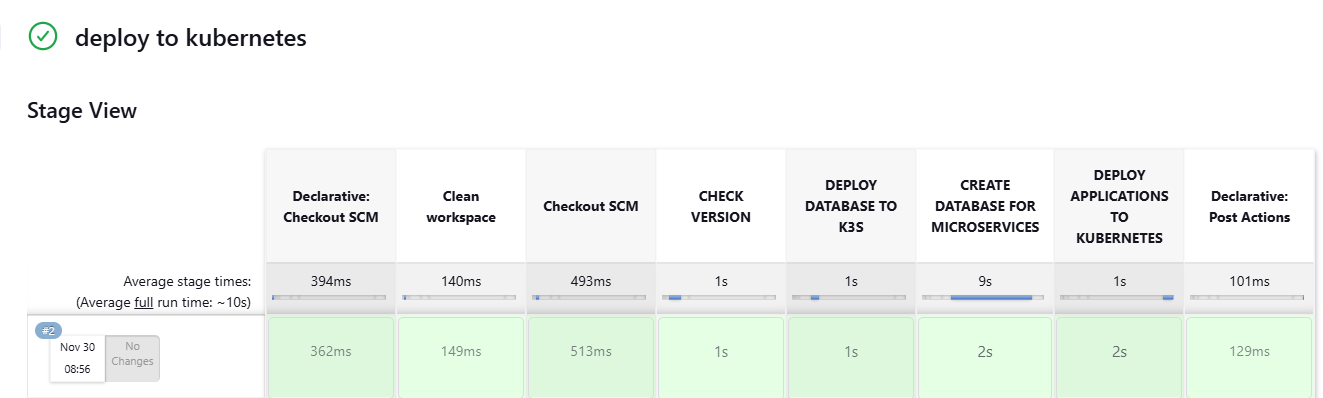 deploy to kubernetes
Stage View
Declarative:
Checkout SCM
Clean
workspace
Checkout SCM
CHECK
VERSION
DEPLOY
DATABASE TO
K3S
CREATE
DATABASE FOR
MICROSERVICES
DEPLOY
APPLICATIONS
TO
KUBERNETES
Declarative:
Post Actions
Average stage times:
(Average full run time: ~10s)
394ms
140ms
493ms
1s
1s
9s
1s
101ms
#2
Nov 30
08:56
No
Changes
362ms
149ms
513ms
1s
1s
2s
2s
129ms